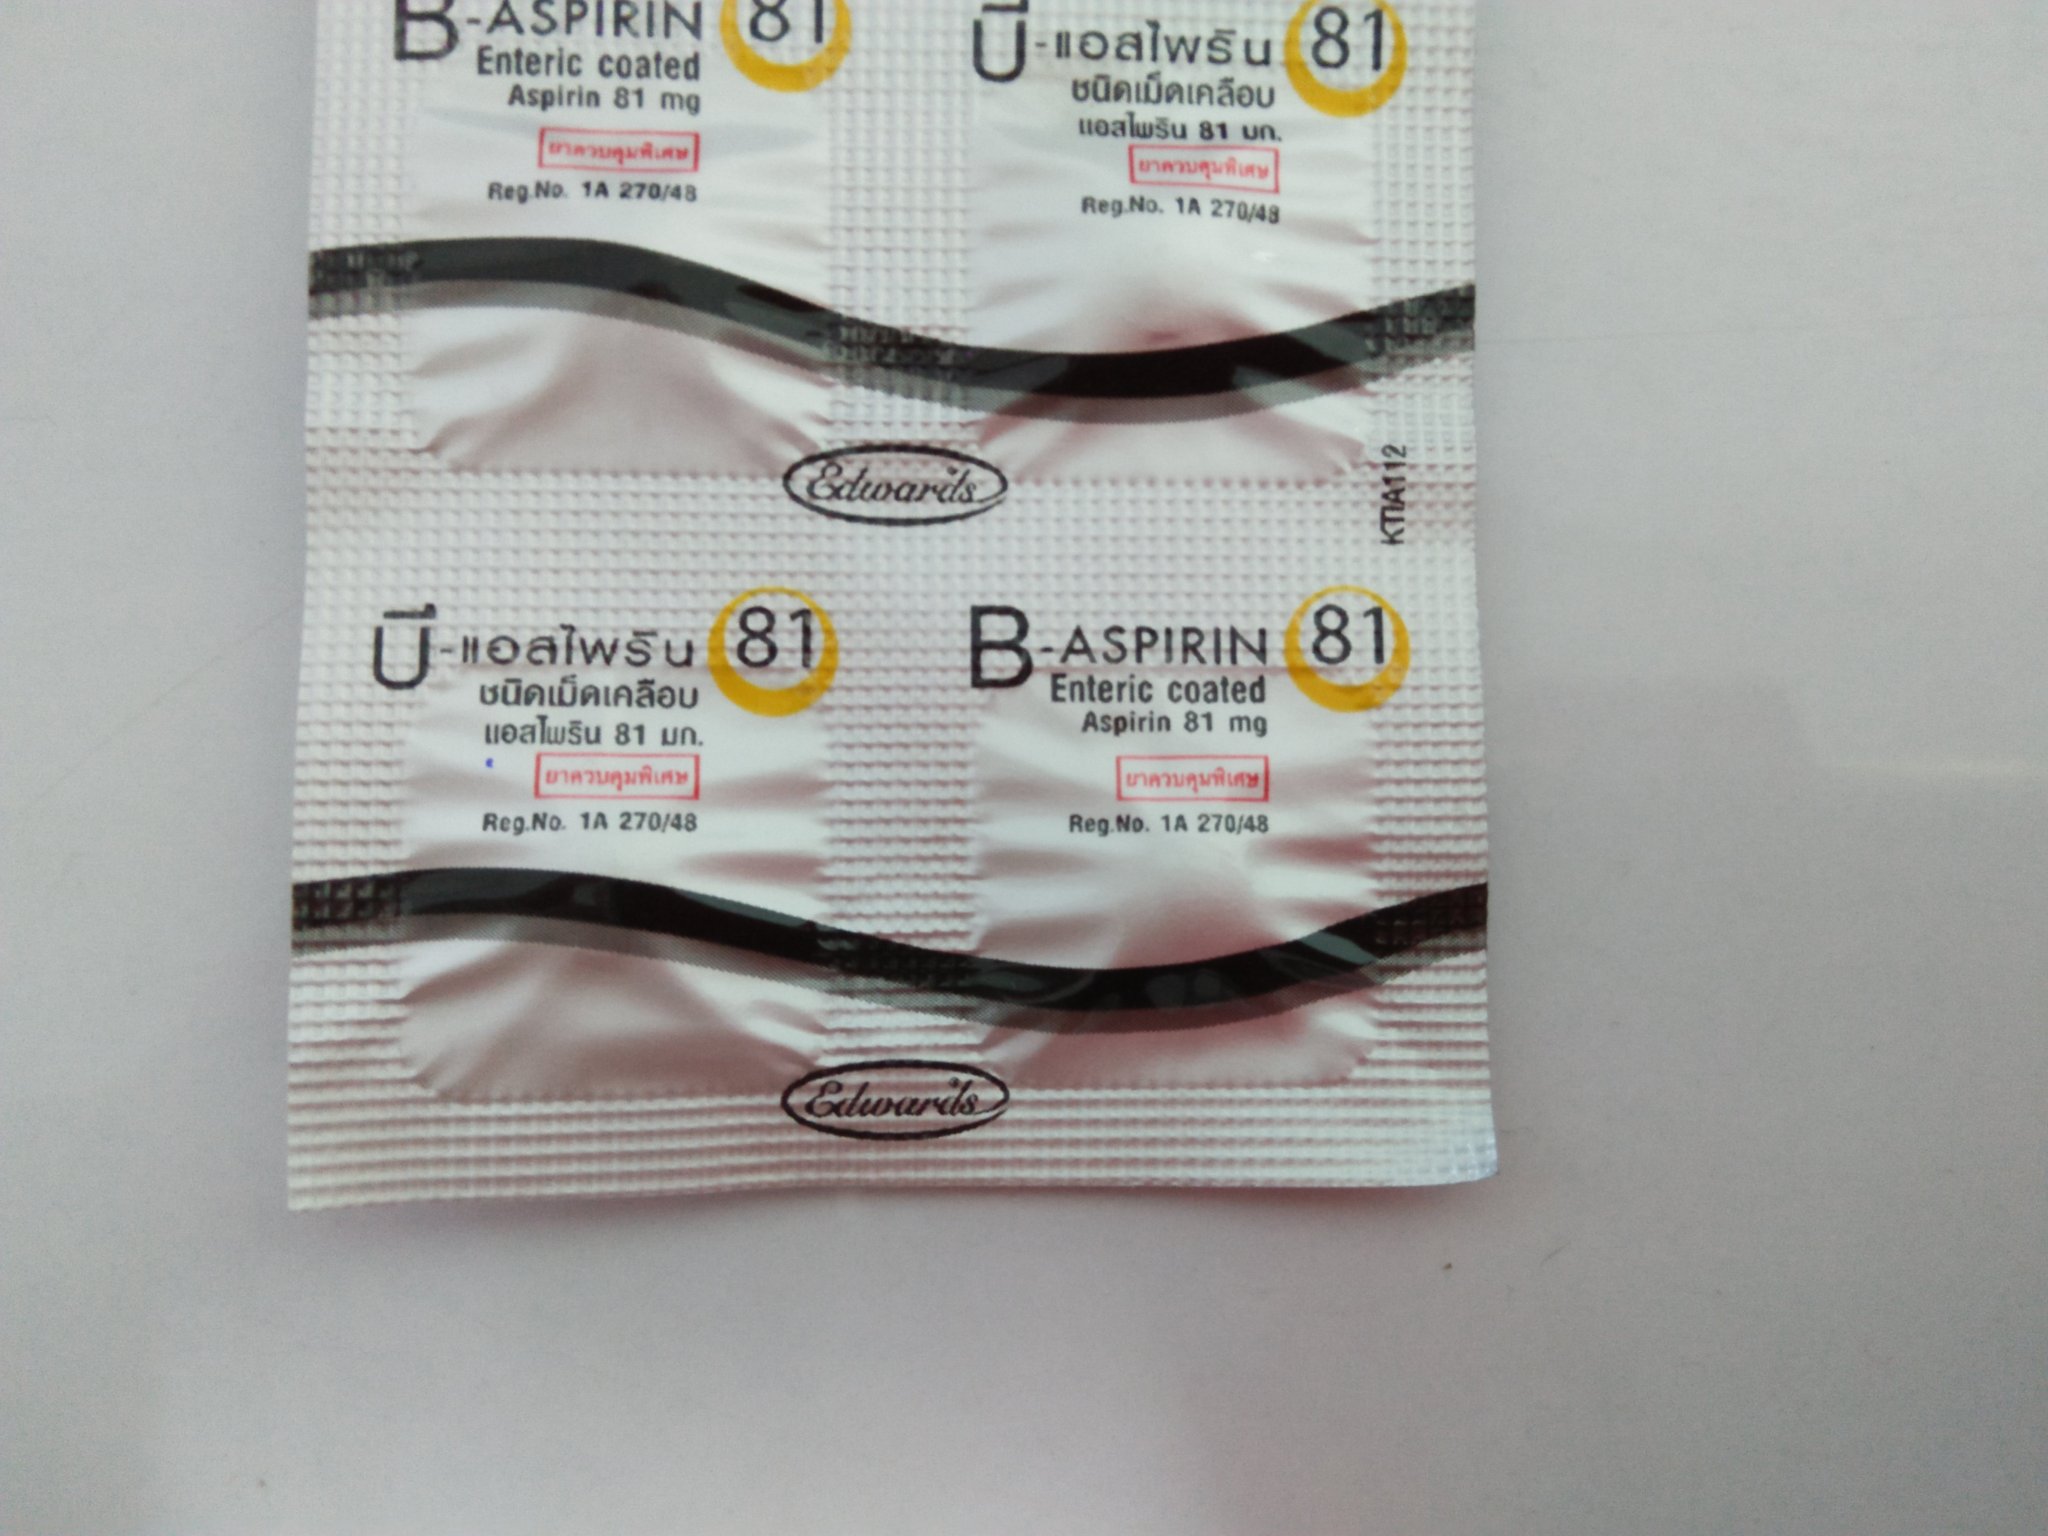 B-ASPIRIN 81
Enteric coated
Aspirin 81 mg
ยาควบคุมพิเศษ
Reg.No. 1A 270/48
บี-แอสไพริน 81
ชนิดเม็ดเคลือบ
แอสไพริน 81 มก.
ยาควบคุมพิเศษ
Reg.No. 1A 270/48
Edwards
KTIA112
บี-แอสไพริน 81
ชนิดเม็ดเคลือบ
แอสไพริน 81 มก.
ยาควบคุมพิเศษ
Reg.No. 1A 270/48
B-ASPIRIN 81
Enteric coated
Aspirin 81 mg
ยาควบคุมพิเศษ
Reg.No. 1A 270/48
Edwards